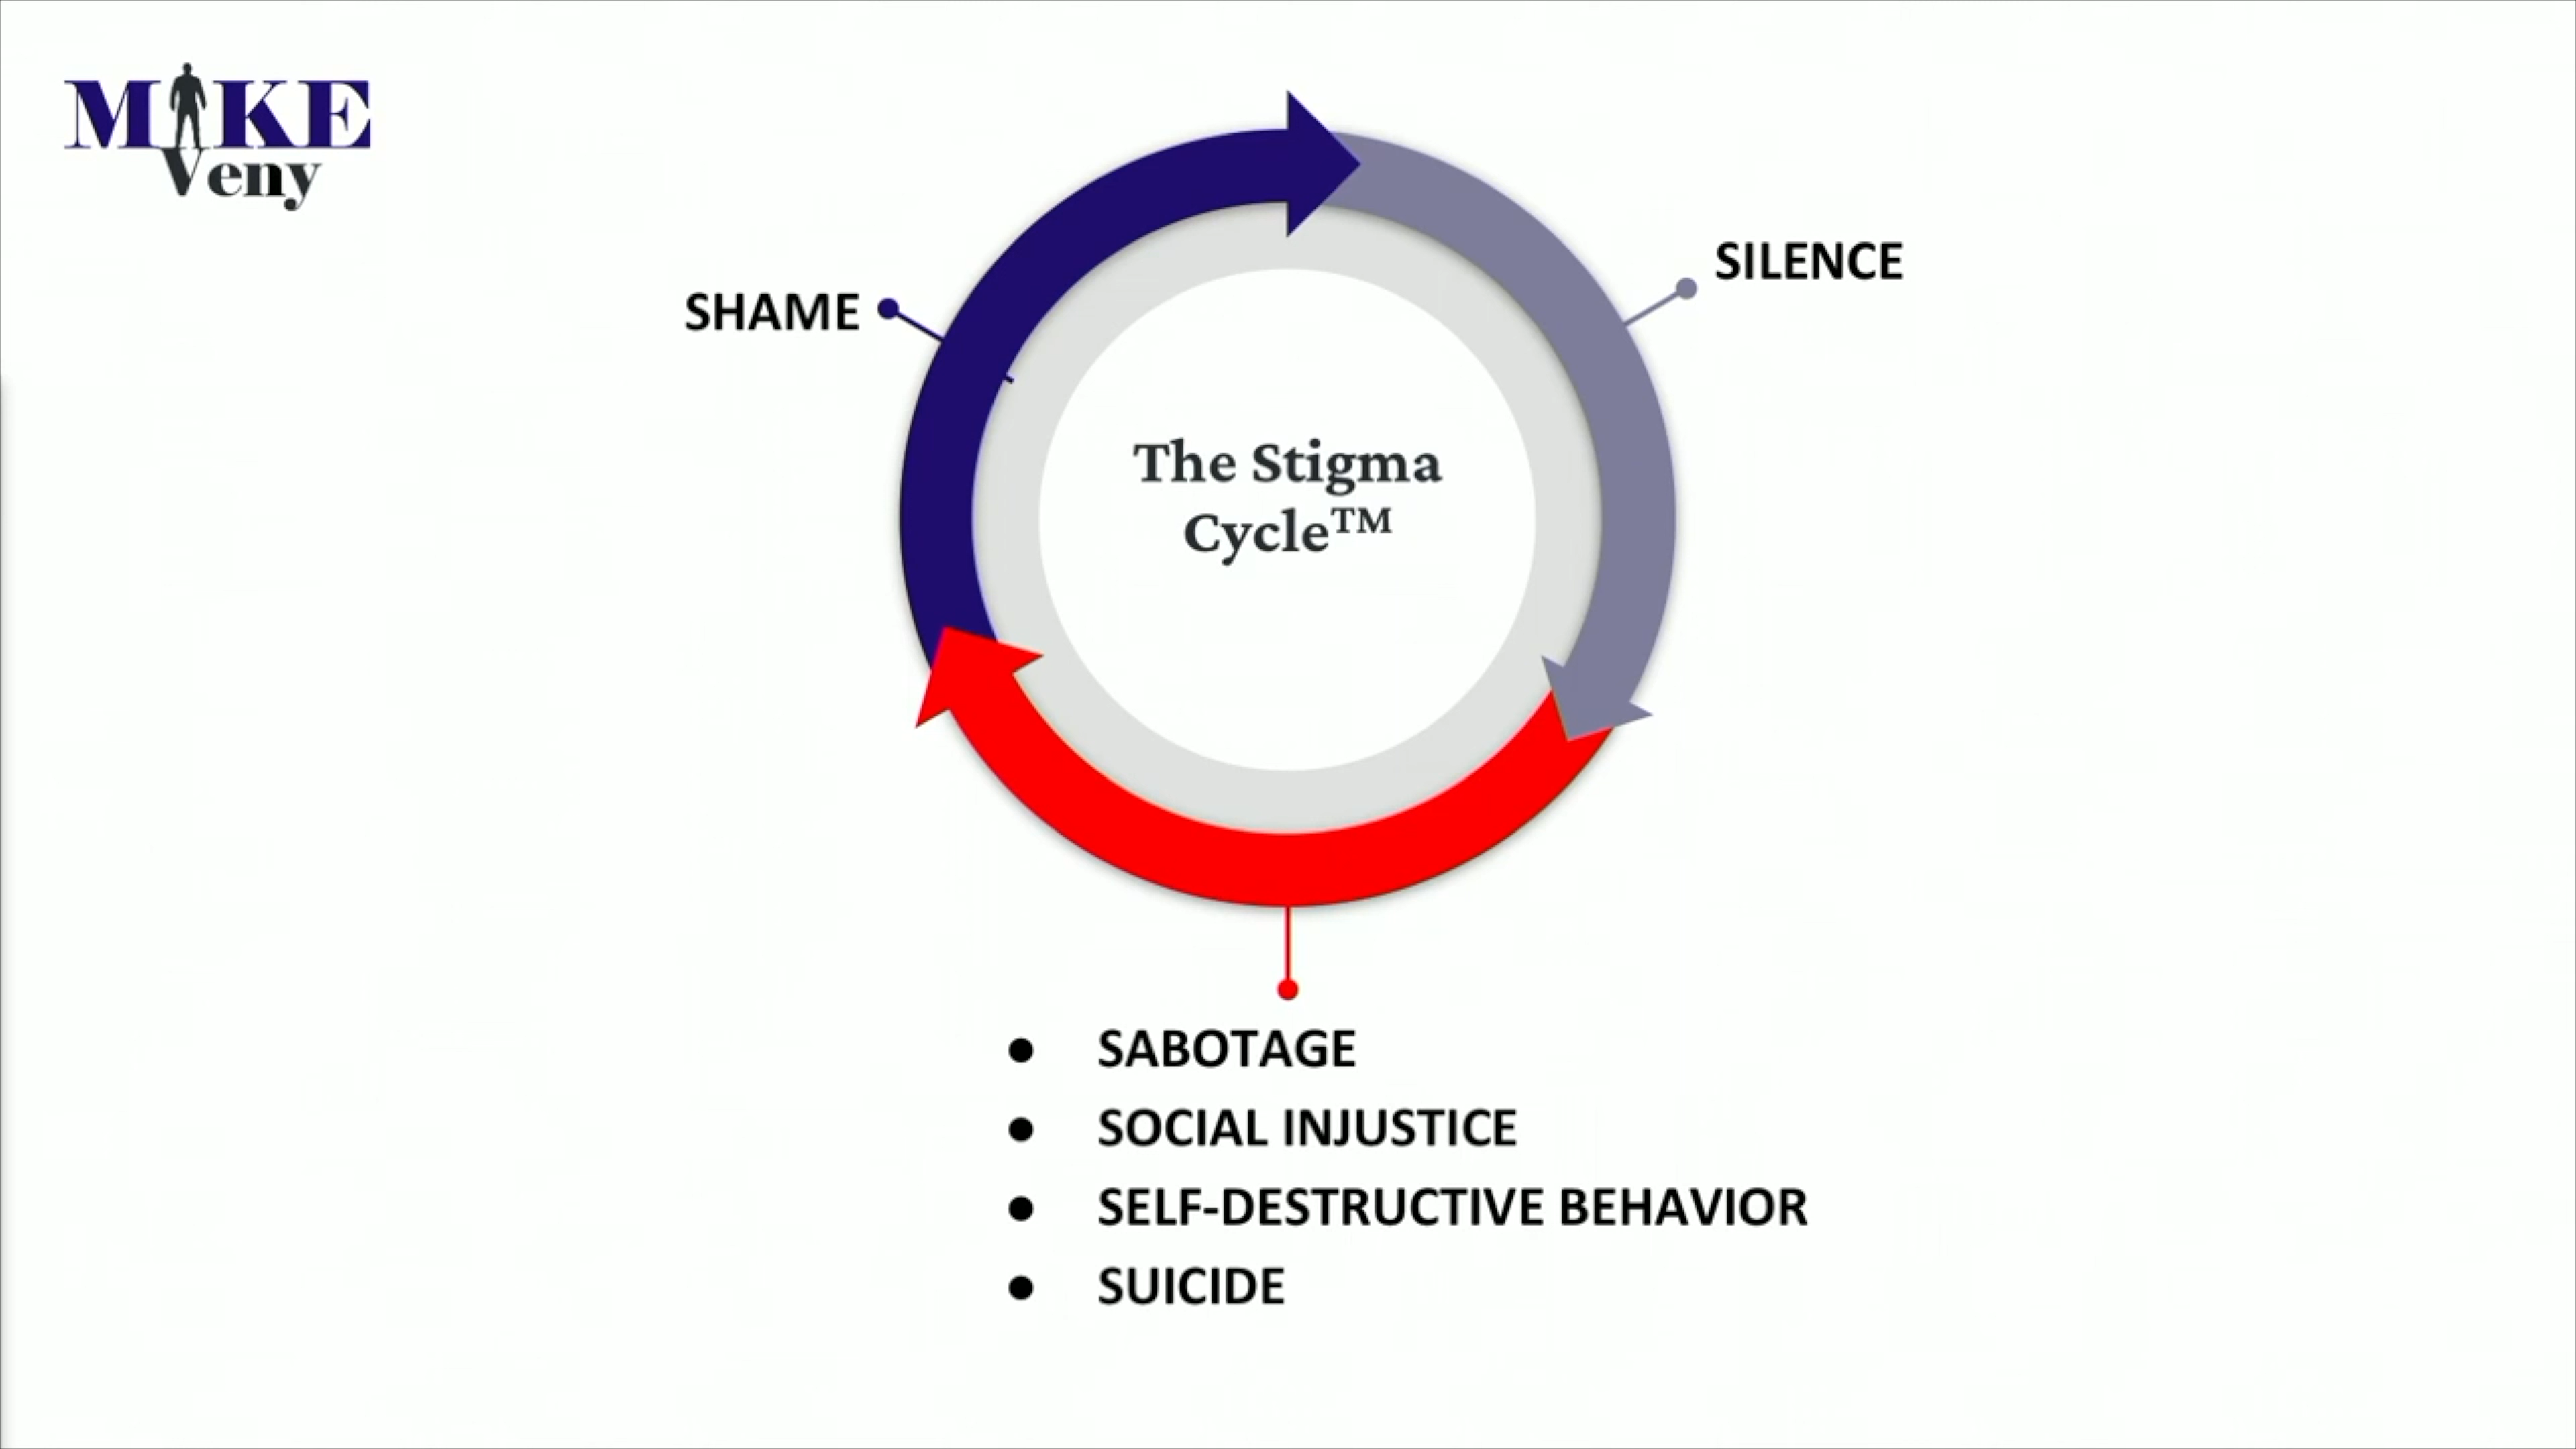 MIKE
Veny
SHAME
SILENCE
The Stigma
Cycle™
● SABOTAGE
● SOCIAL INJUSTICE
● SELF-DESTRUCTIVE BEHAVIOR
● SUICIDE